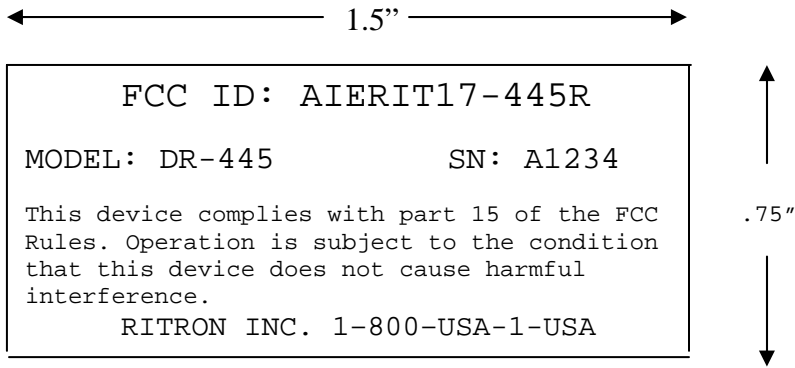 1.5”
FCC ID: AIERIT17-445R
MODEL: DR-445 SN: A1234
This device complies with part 15 of the FCC
Rules. Operation is subject to the condition
that this device does not cause harmful
interference.
RITRON INC. 1-800-USA-1-USA
.75”